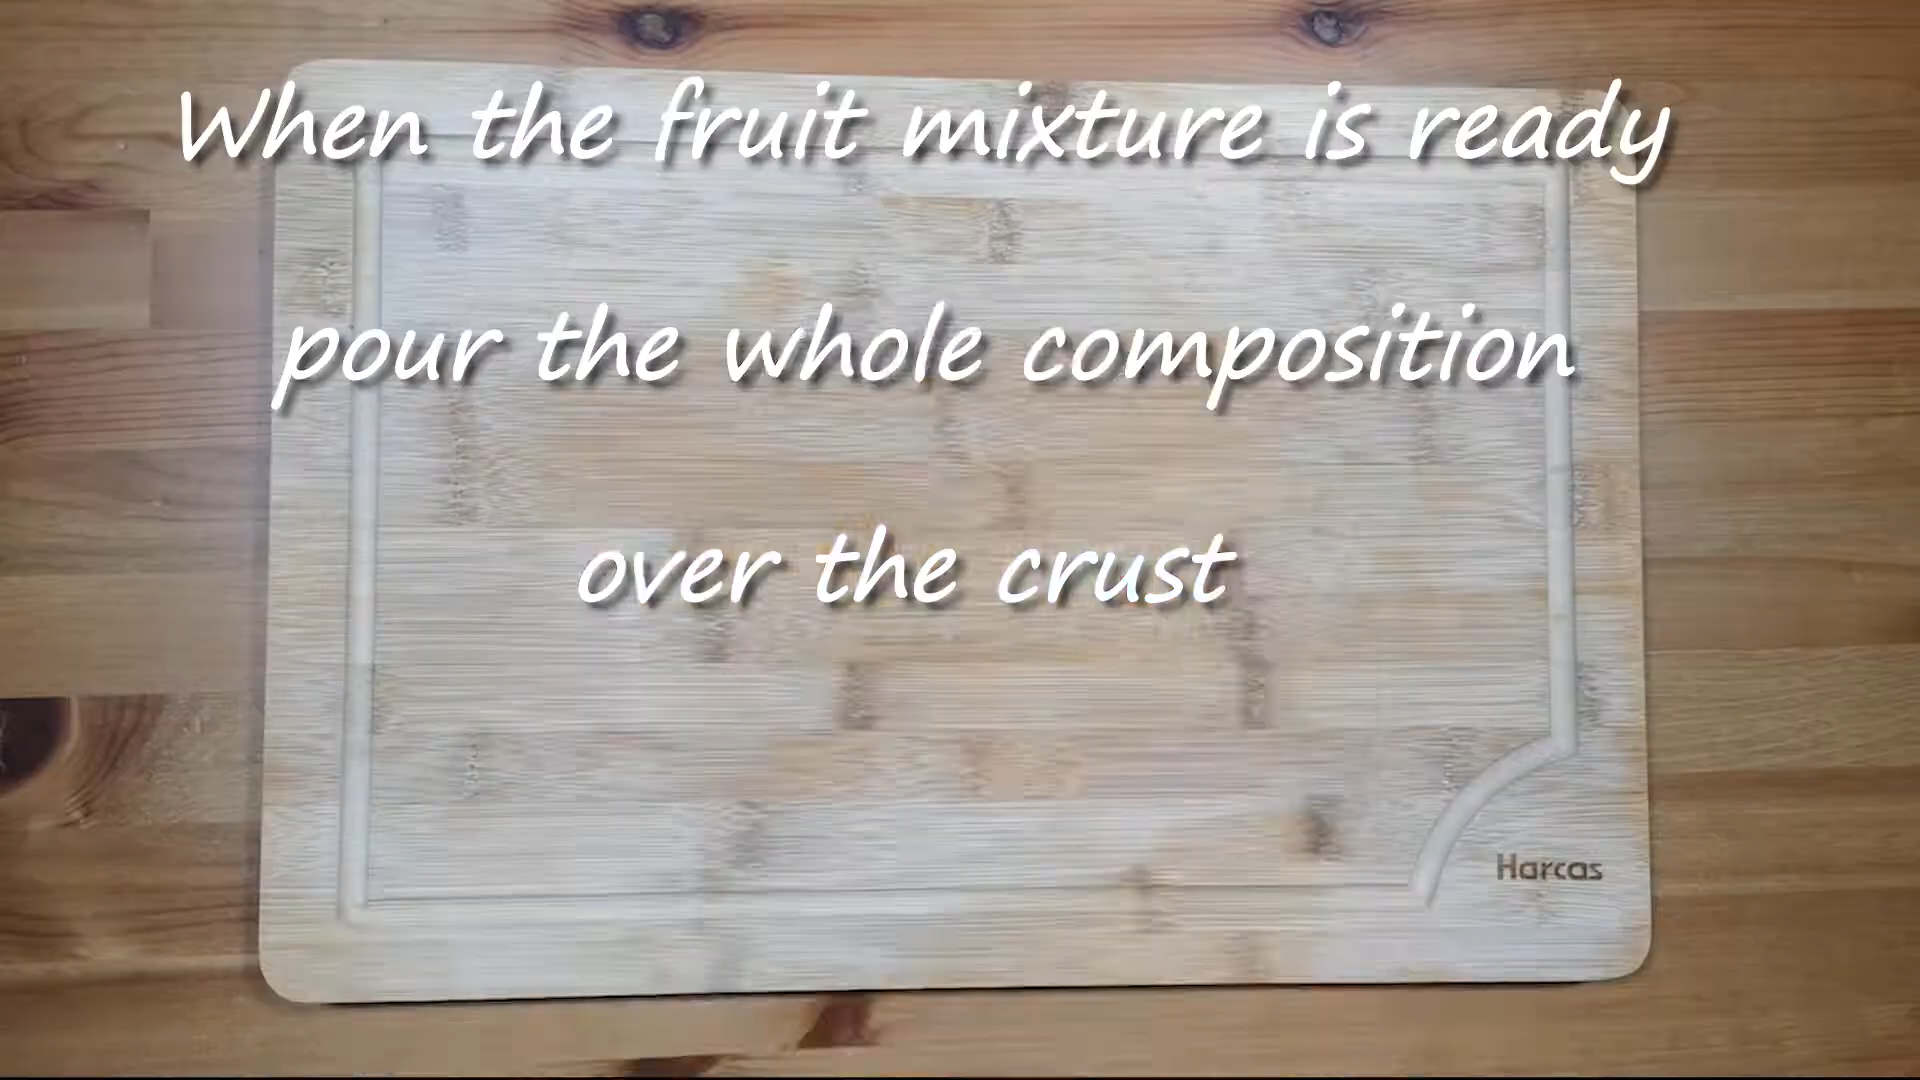 When the fruit mixture is ready
pour the whole composition
over the crust
Harcas